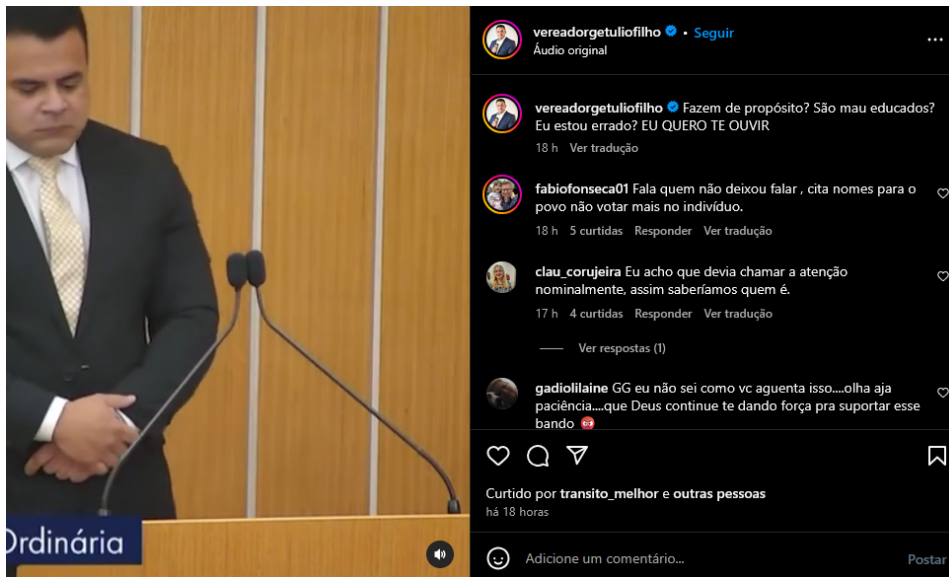 vereadorgetuliofilho • Seguir
Áudio original
vereadorgetuliofilho Fazem de propósito? São mau educados?
Eu estou errado? EU QUERO TE OUVIR
18 h Ver tradução
fabiofonseca01 Fala quem não deixou falar , cita nomes para o
povo não votar mais no indivíduo.
18 h 5 curtidas Responder Ver tradução
clau_corujeira Eu acho que devia chamar a atenção
nominalmente, assim saberíamos quem é.
17 h 4 curtidas Responder Ver tradução
Ver respostas (1)
gadiolilaine GG eu não sei como vc aguenta isso....olha aja
paciência....que Deus continue te dando força pra suportar esse
bando
Curtido por transito_melhor e outras pessoas
há 18 horas
Adicione um comentário...
Postar
Ordinária